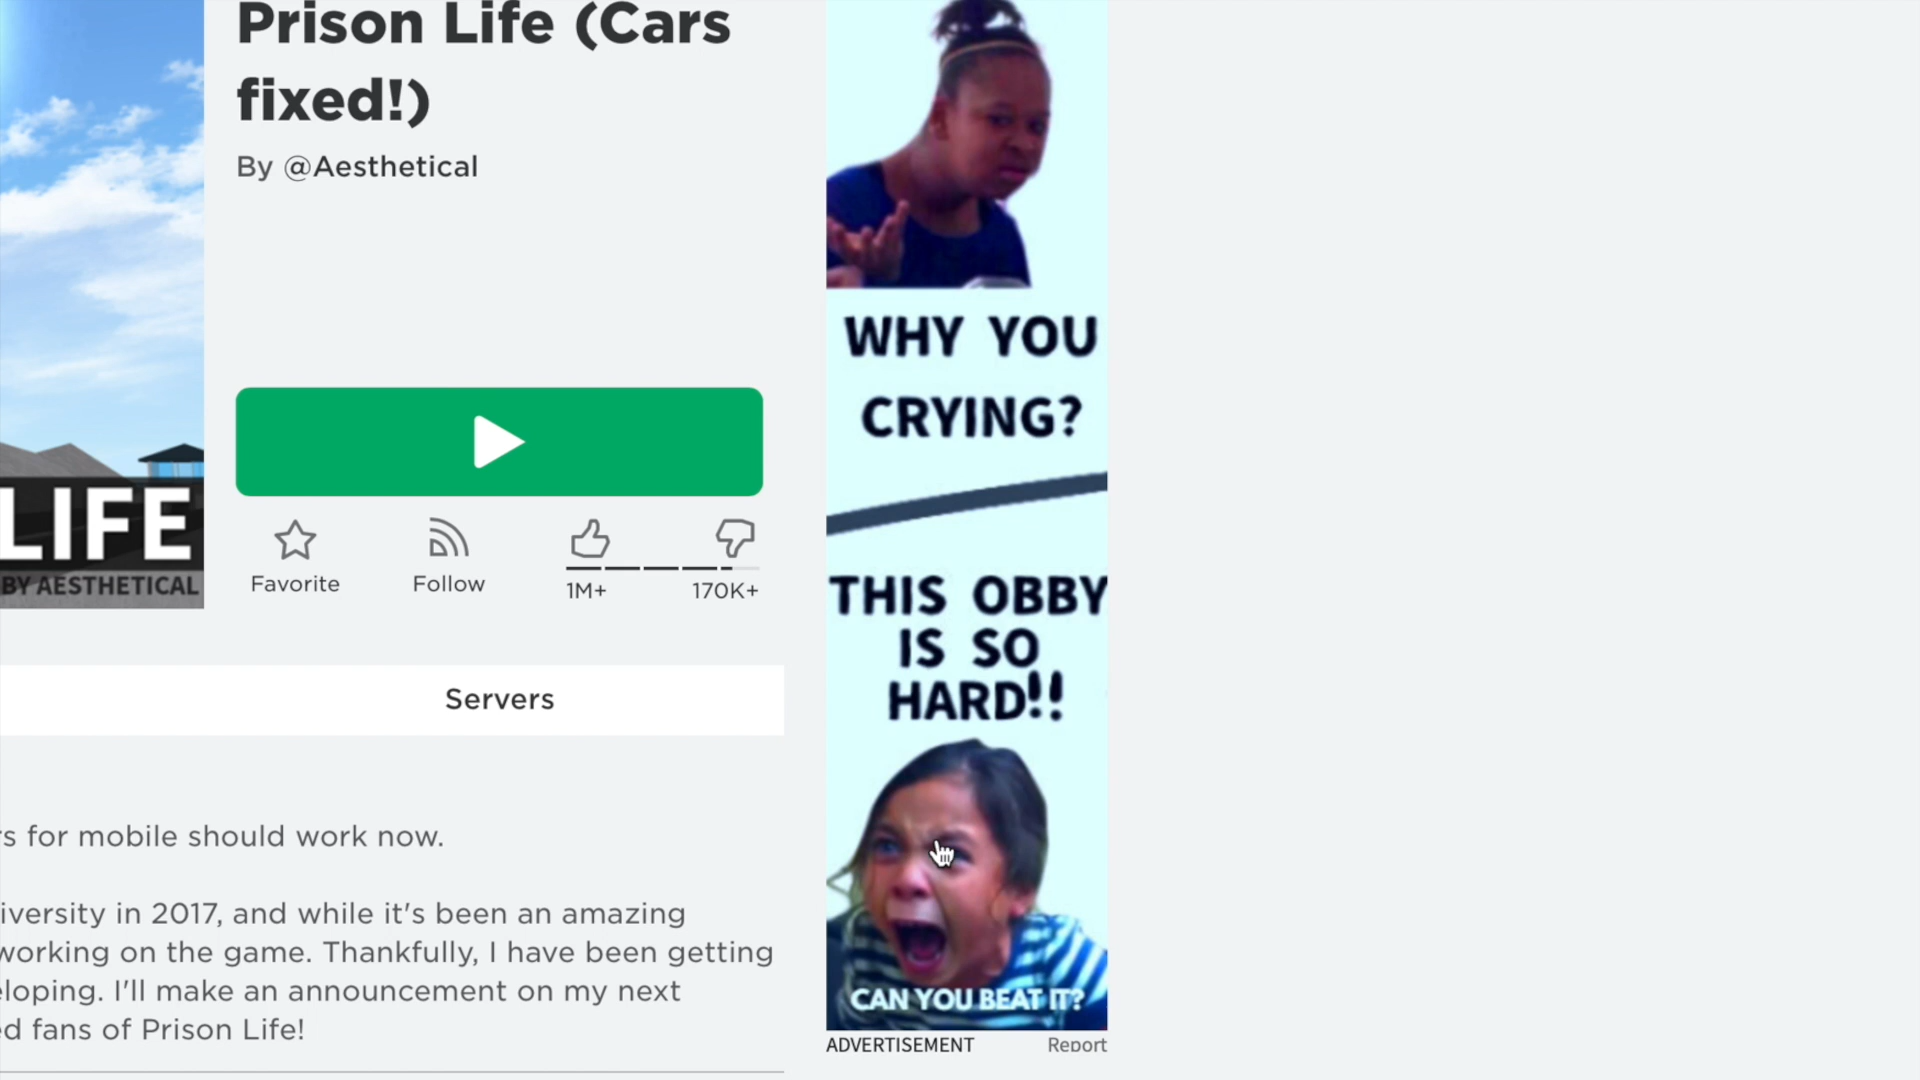 Prison Life (Cars
fixed!)
By @Aesthetical
LIFE
BY AESTHETICAL
Favorite
Follow
1M+
170K+
Servers
for mobile should work now.
in 2017, and while it's been an amazing
working on the game. Thankfully, I have been getting
I'll make an announcement on my next
fans of Prison Life!
WHY YOU
CRYING?
THIS OBBY
IS SO
HARD!!
CAN YOU BEAT IT?
ADVERTISEMENT
Report